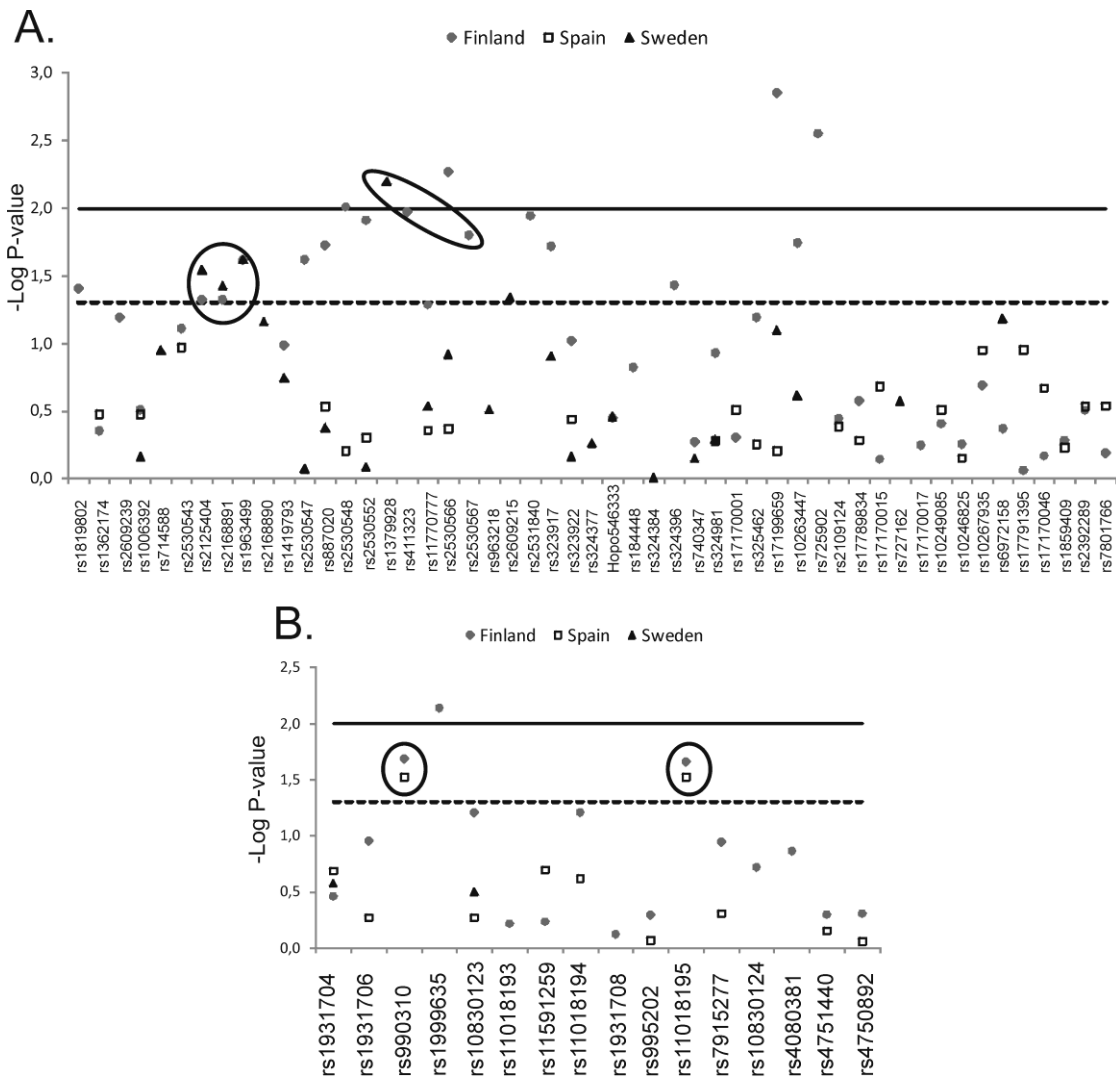 A.
Finland Spain Sweden
-Log P-value
3,0
2,5
2,0
1,5
1,0
0,5
0,0
rs1819802
rs1362174
rs2609239
rs1006392
rs714588
rs2530543
rs2125404
rs2168891
rs1963499
rs2168890
rs1419793
rs2530547
rs887020
rs2530548
rs2530552
rs1379928
rs411323
rs11770777
rs2530566
rs2530567
rs963218
rs2609215
rs2531840
rs323917
rs323922
rs324377
Hopo546333
rs184448
rs324384
rs324396
rs740347
rs324981
rs17170001
rs325462
rs17199659
rs10263447
rs725902
rs2109124
rs17789834
rs17170015
rs727162
rs17170017
rs10249085
rs10246825
rs10267935
rs6972158
rs17791395
rs17170046
rs1859409
rs2392289
rs7801766
B.
Finland Spain Sweden
-Log P-value
2,5
2,0
1,5
1,0
0,5
0,0
rs1931704
rs1931706
rs990310
rs1999635
rs10830123
rs11018193
rs11591259
rs11018194
rs1931708
rs995202
rs11018195
rs7915277
rs10830124
rs4080381
rs4751440
rs4750892